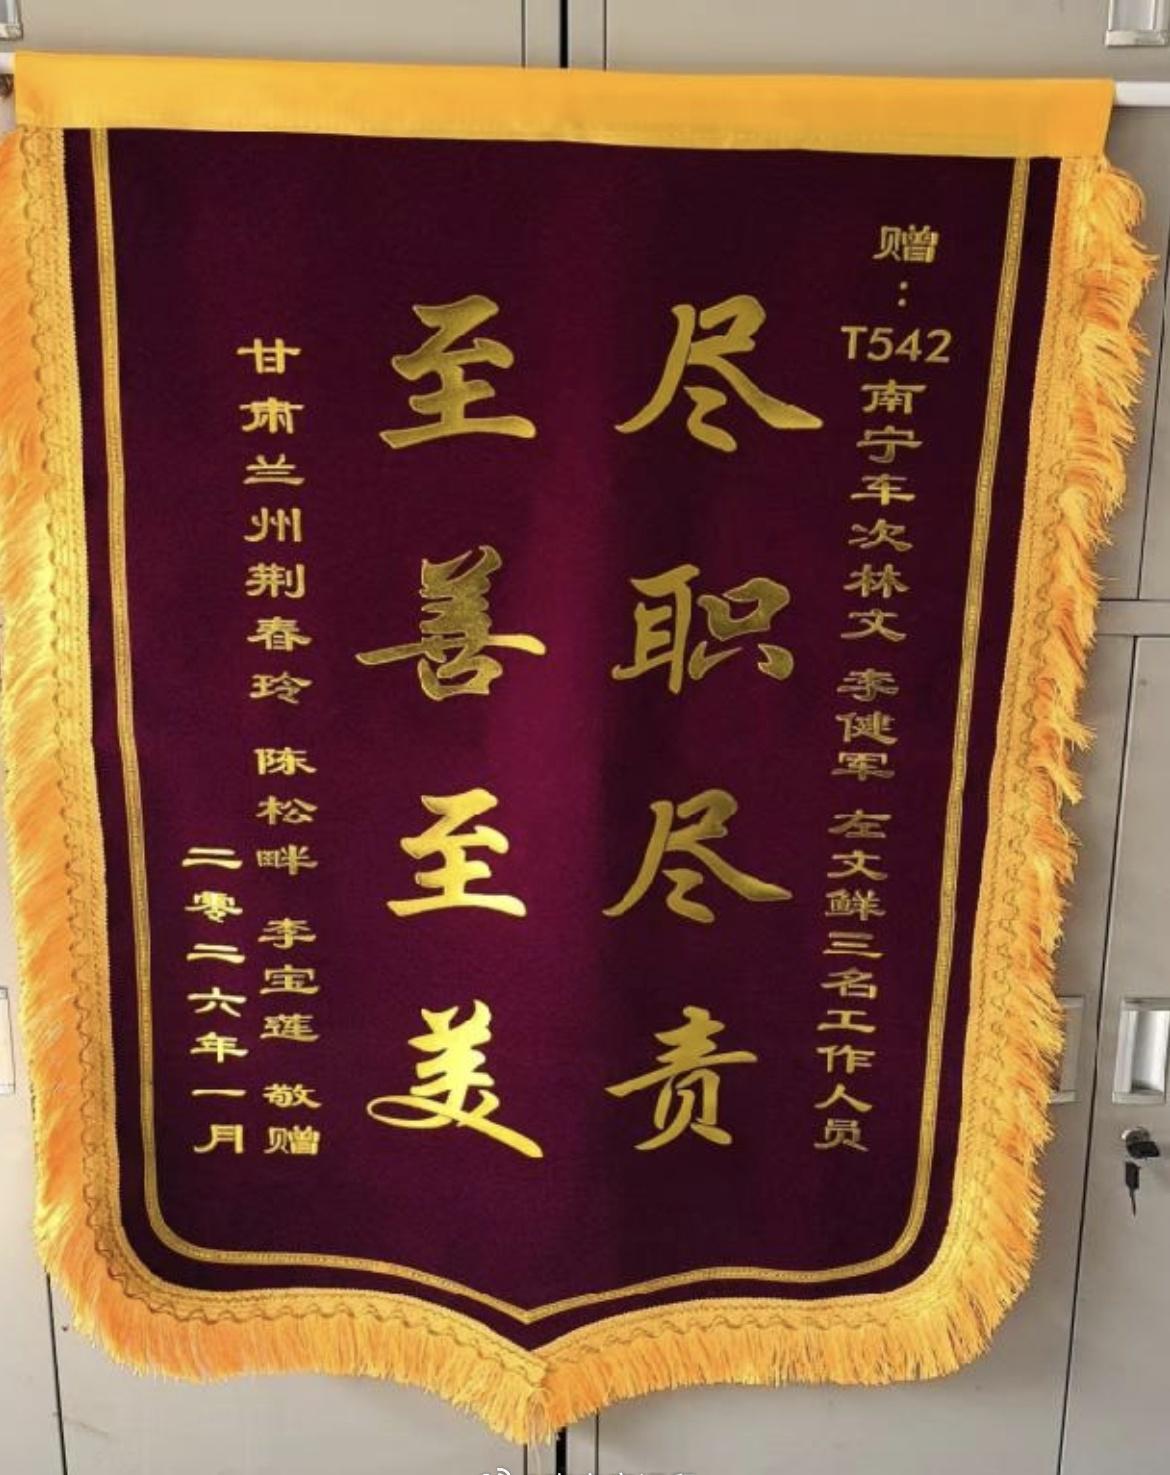 赠：T542南宁车次林文 李健军 左文鲜三名工作人员
尽职尽责
至善至美
甘肃兰州荆春玲 陈松畔 李宝莲 敬赠
二零二六年一月